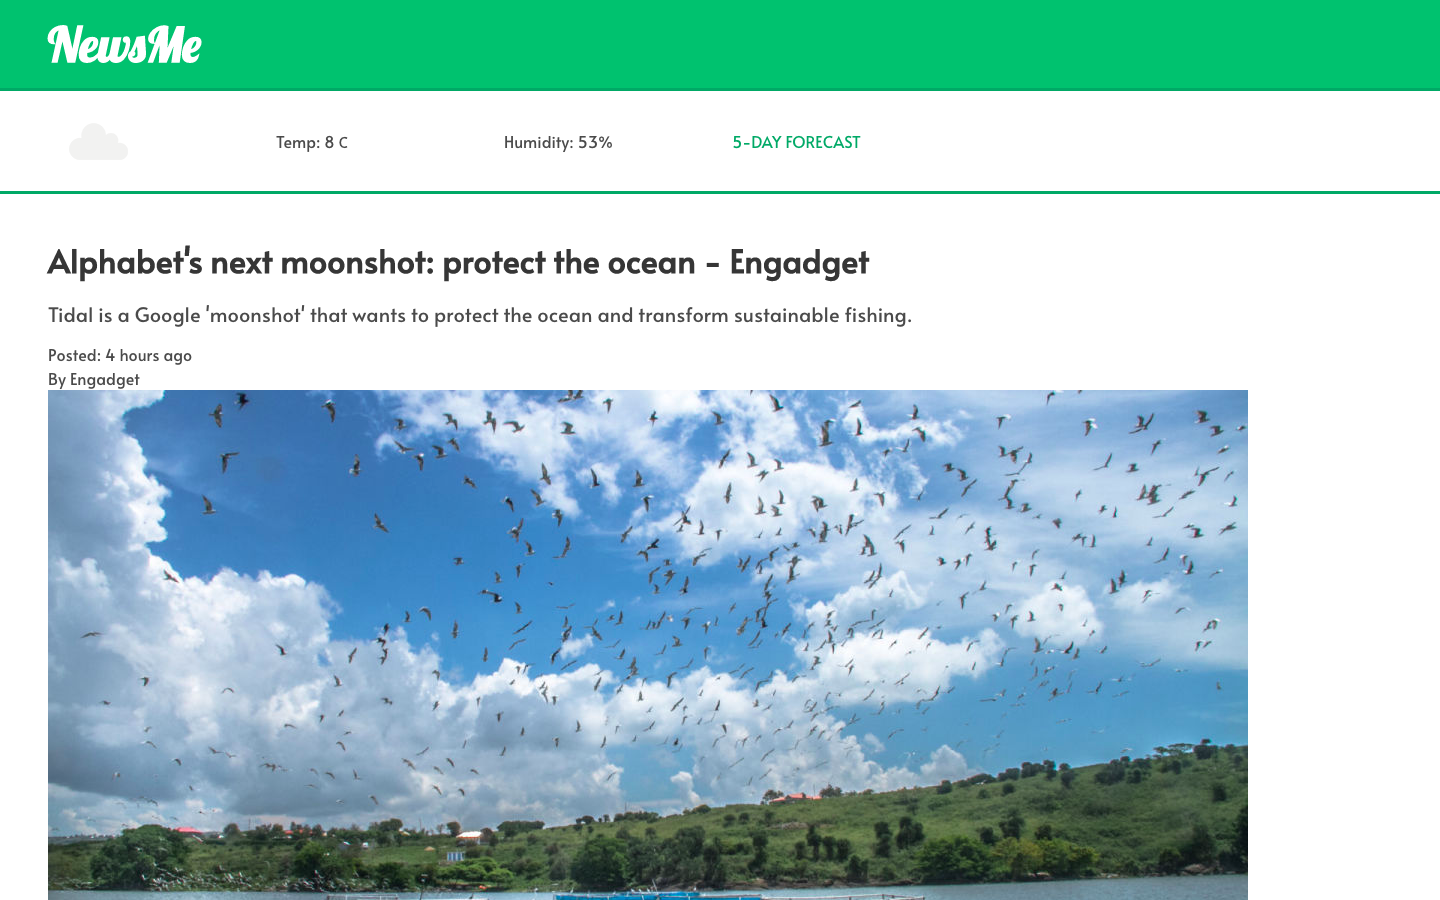 NewsMe
Temp: 8 C
Humidity: 53%
5-DAY FORECAST
Alphabet's next moonshot: protect the ocean - Engadget
Tidal is a Google 'moonshot' that wants to protect the ocean and transform sustainable fishing.
Posted: 4 hours ago
By Engadget